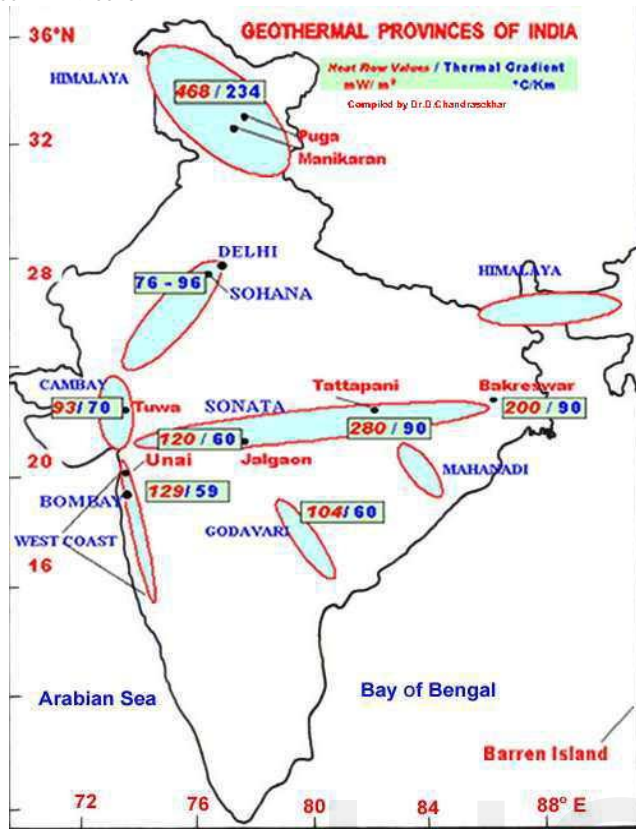 GEOTHERMAL PROVINCES OF INDIA
36°N
Heat Flow Values / Thermal Gradient
mW/ m² °C/Km
HIMALAYA
468 / 234
Compiled by Dr.D.Chandrasekhar
Puga
32
Manikaran
DELHI
28
HIMALAYA
76 - 96
SOHANA
CAMBAY
Tattapani
Bakreswar
93/ 70
Tuwa
SONATA
200 / 90
280 / 90
120 / 60
20
Unai
Jalgaon
MAHANADI
BOMBAY
129/ 59
104/ 60
GODAVARI
WEST COAST
16
Arabian Sea
Bay of Bengal
Barren Island
72
76
80
84
88° E